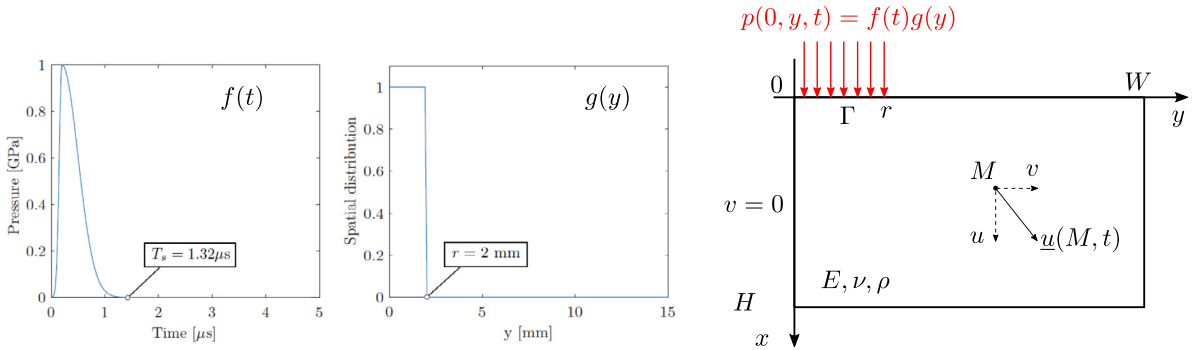 f(t)
Pressure [GPa]
1
0.8
0.6
0.4
0.2
0
T_s = 1.32μs
0 1 2 3 4 5
Time [μs]
g(y)
Spatial distribution
1
0.8
0.6
0.4
0.2
0
r = 2 mm
0 5 10 15
y [mm]
p(0, y, t) = f(t)g(y)
0
W
Γ
r
y
M
v
v = 0
u
u(M, t)
E, ν, ρ
H
x